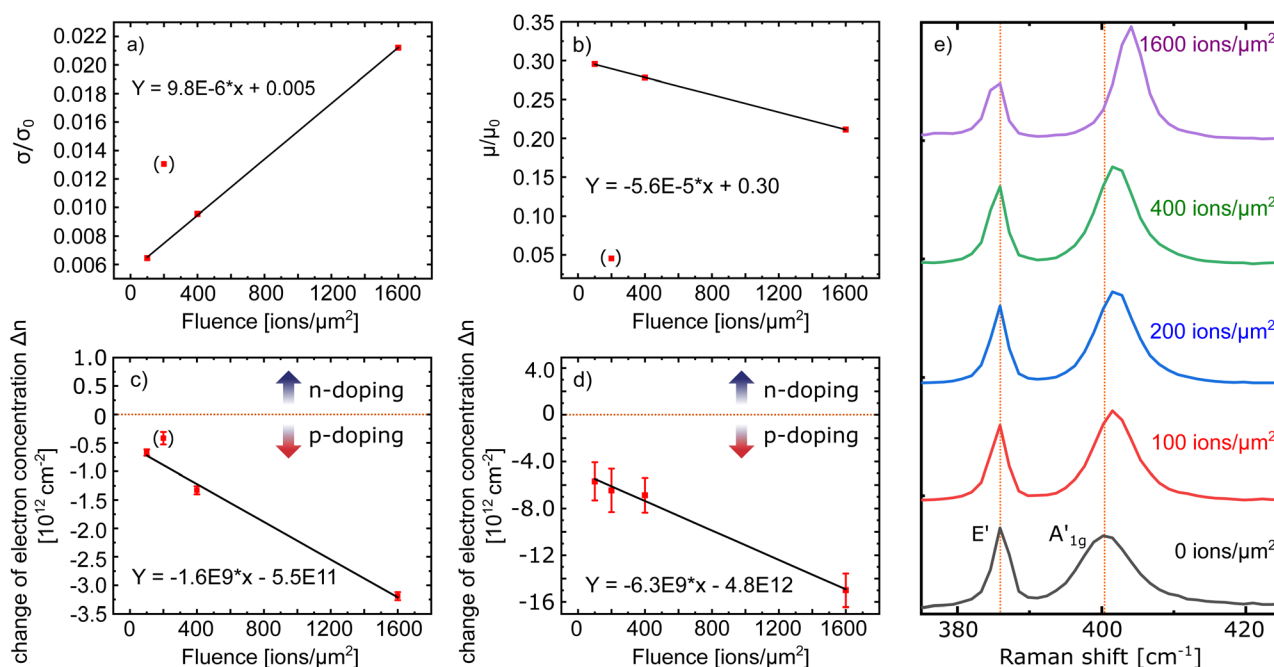 a)
Y = 9.8E-6*x + 0.005
( )
σ/σ0
0.022
0.020
0.018
0.016
0.014
0.012
0.010
0.008
0.006
0 400 800 1200 1600
Fluence [ions/µm2]
b)
Y = -5.6E-5*x + 0.30
( )
µ/µ0
0.35
0.30
0.25
0.20
0.15
0.10
0.05
0 400 800 1200 1600
Fluence [ions/µm2]
c)
n-doping
p-doping
( )
Y = -1.6E9*x - 5.5E11
change of electron concentration Δn
[10^12 cm^-2]
1.0
0.5
0
-0.5
-1.0
-1.5
-2.0
-2.5
-3.0
-3.5
0 400 800 1200 1600
Fluence [ions/µm2]
d)
n-doping
p-doping
Y = -6.3E9*x - 4.8E12
change of electron concentration Δn
[10^12 cm^-2]
4.0
0
-4.0
-8.0
-12
-16
0 400 800 1200 1600
Fluence [ions/µm2]
e)
1600 ions/µm2
400 ions/µm2
200 ions/µm2
100 ions/µm2
E' A'1g 0 ions/µm2
380 400 420
Raman shift [cm-1]